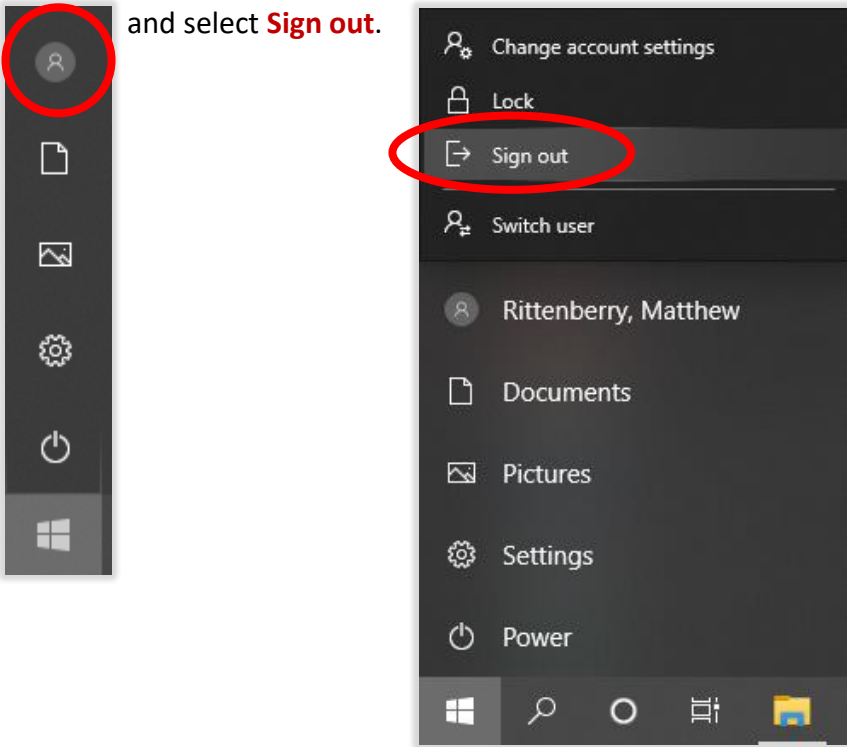 and select Sign out.
Change account settings
Lock
Sign out
Switch user
Rittenberry, Matthew
Documents
Pictures
Settings
Power